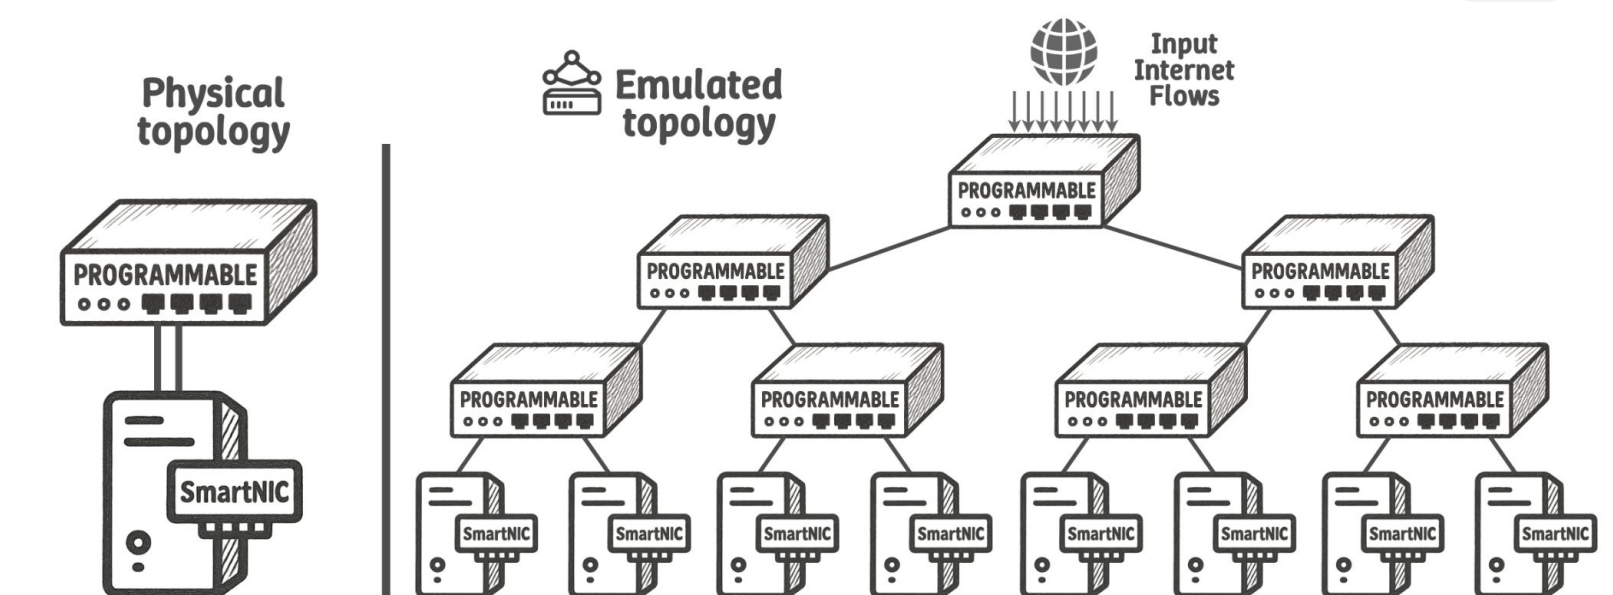 Physical
topology
PROGRAMMABLE
SmartNIC
Emulated
topology
Input
Internet
Flows
PROGRAMMABLE
PROGRAMMABLE
PROGRAMMABLE
PROGRAMMABLE
PROGRAMMABLE
PROGRAMMABLE
PROGRAMMABLE
SmartNIC
SmartNIC
SmartNIC
SmartNIC
SmartNIC
SmartNIC
SmartNIC
SmartNIC